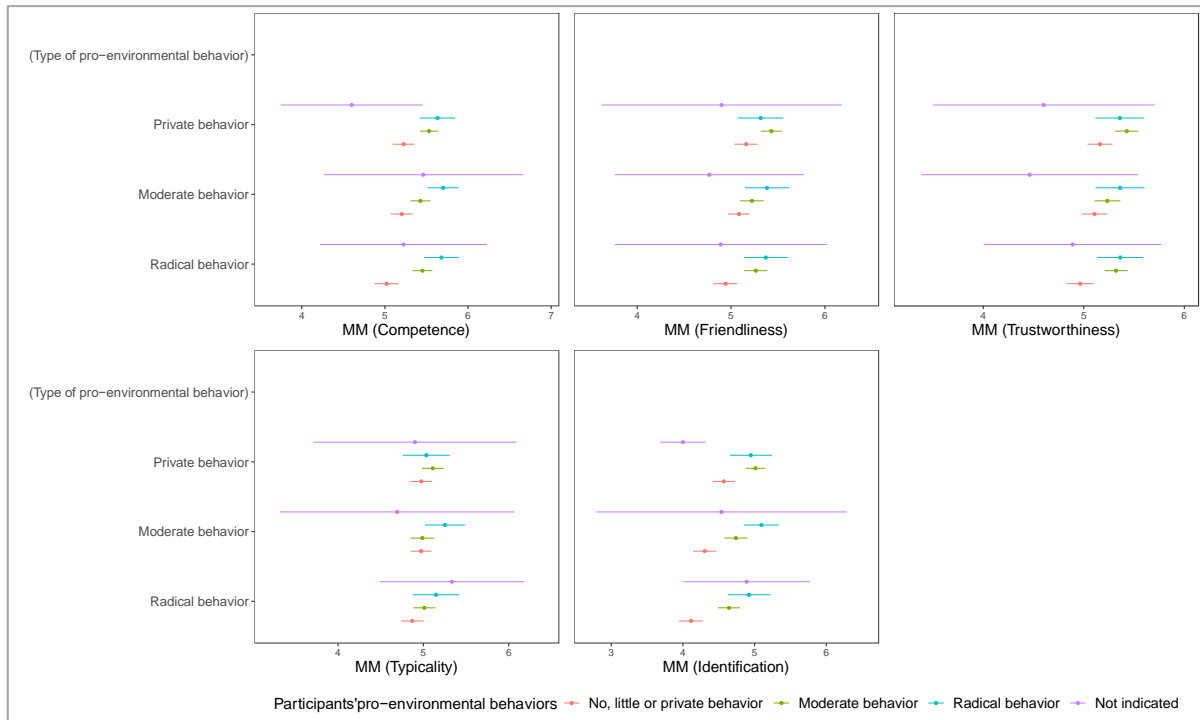 (Type of pro−environmental behavior)
Private behavior
Moderate behavior
Radical behavior
4 5 6 7
MM (Competence)
4 5 6
MM (Friendliness)
4 5 6
MM (Trustworthiness)
(Type of pro−environmental behavior)
Private behavior
Moderate behavior
Radical behavior
4 5 6
MM (Typicality)
3 4 5 6
MM (Identification)
Participants'pro−environmental behaviors No, little or private behavior Moderate behavior Radical behavior Not indicated